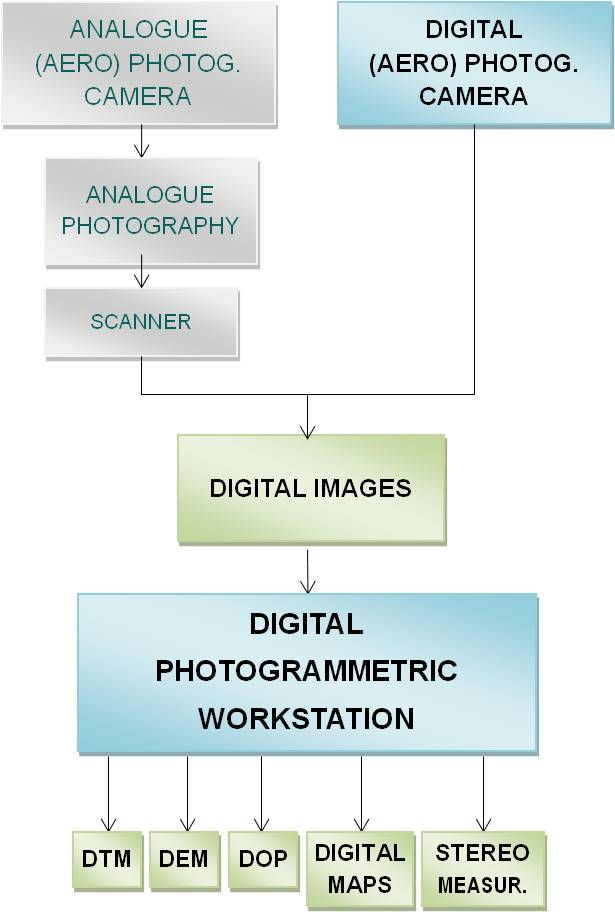 ANALOGUE
(AERO) PHOTOG.
CAMERA
DIGITAL
(AERO) PHOTOG.
CAMERA
ANALOGUE
PHOTOGRAPHY
SCANNER
DIGITAL IMAGES
DIGITAL
PHOTOGRAMMETRIC
WORKSTATION
DTM
DEM
DOP
DIGITAL
MAPS
STEREO
MEASUR.